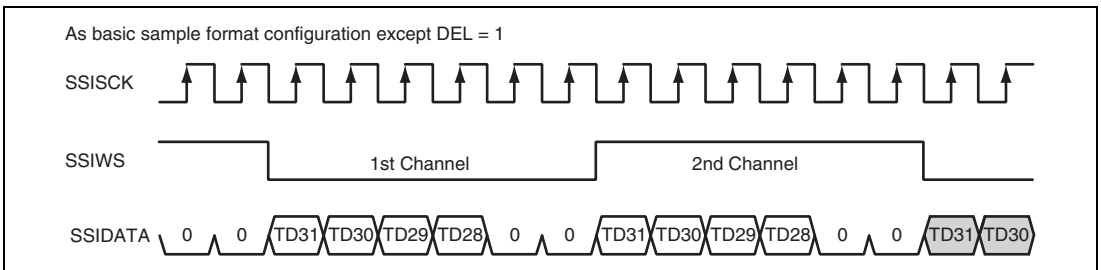 As basic sample format configuration except DEL = 1
SSISCK
SSIWS 1st Channel 2nd Channel
SSIDATA 0 0 TD31 TD30 TD29 TD28 0 0 TD31 TD30 TD29 TD28 0 0 TD31 TD30